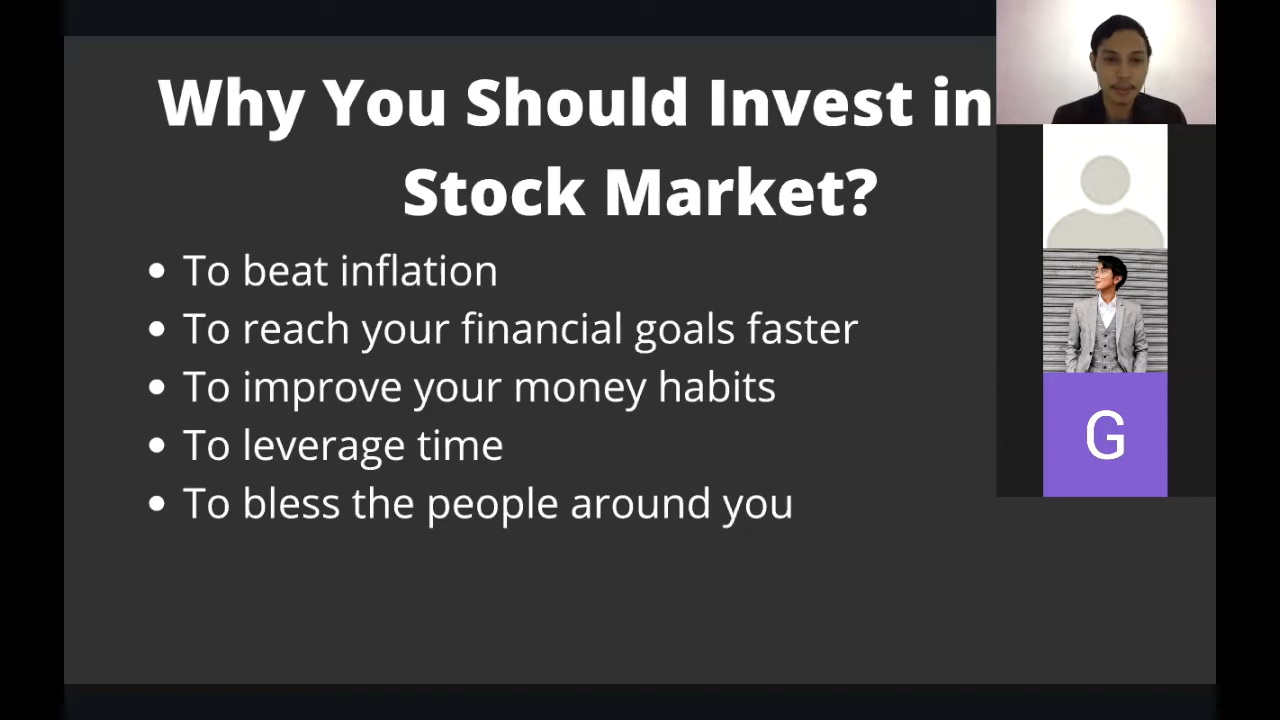 Why You Should Invest in
Stock Market?
• To beat inflation
• To reach your financial goals faster
• To improve your money habits
• To leverage time
• To bless the people around you
G